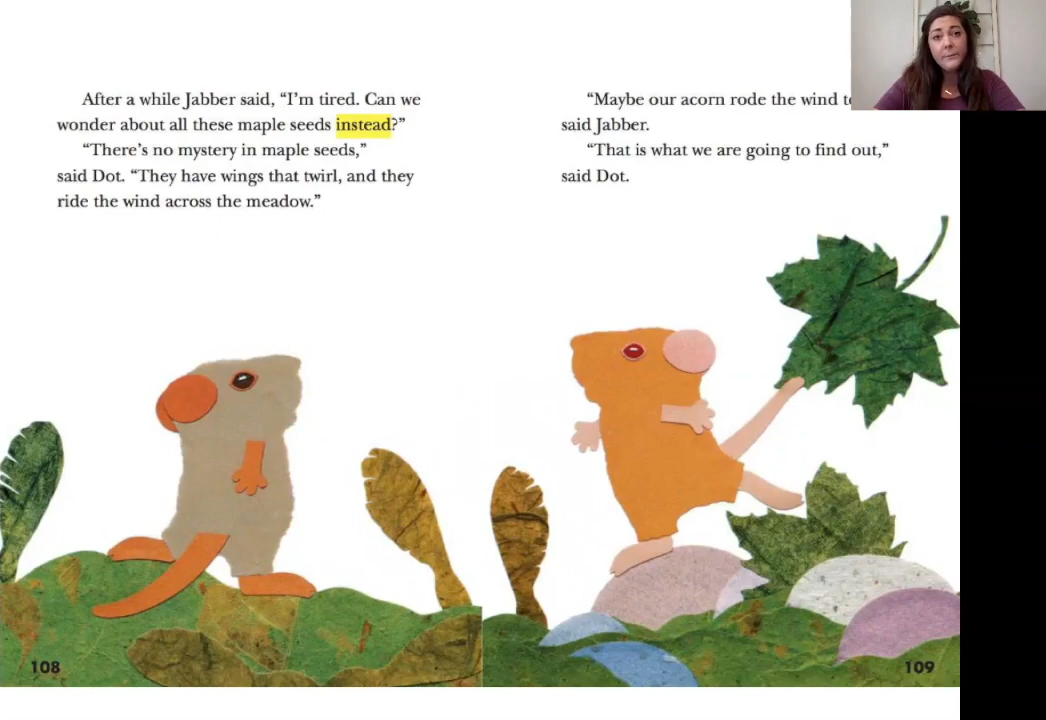 After a while Jabber said, “I’m tired. Can we
wonder about all these maple seeds instead?”
“There’s no mystery in maple seeds,”
said Dot. “They have wings that twirl, and they
ride the wind across the meadow.”
“Maybe our acorn rode the wind
said Jabber.
“That is what we are going to find out,”
said Dot.
108
109